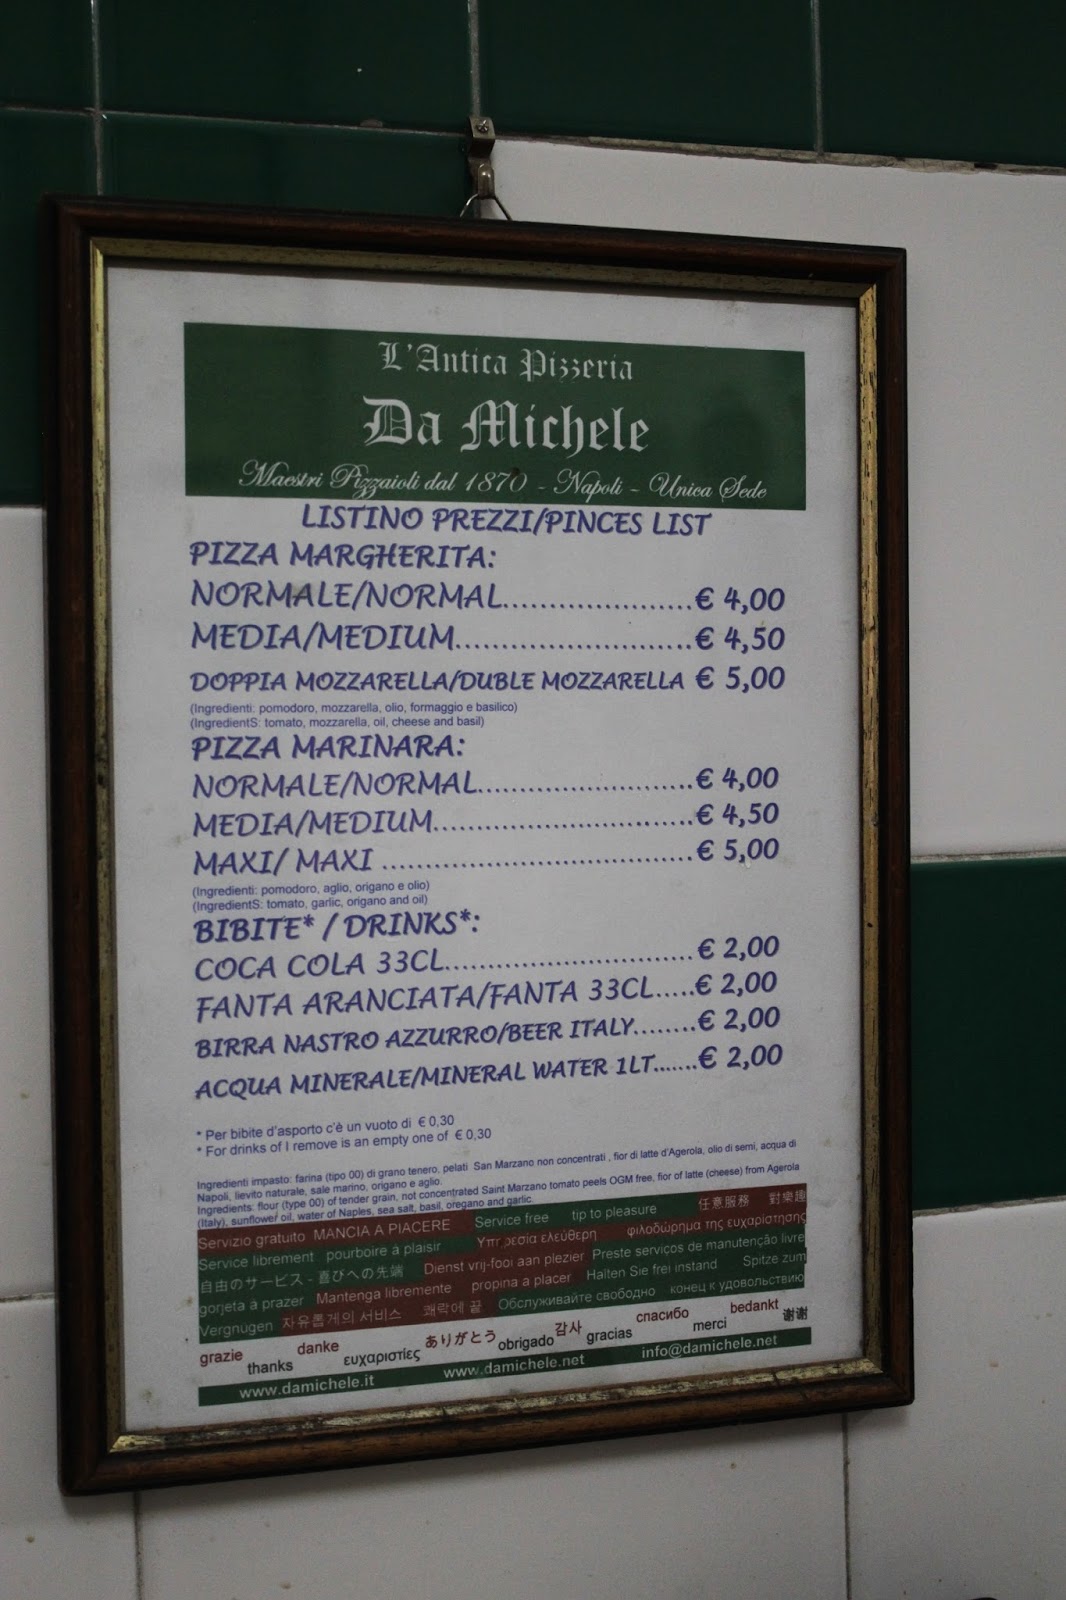 L'Antica Pizzeria
Da Michele
Maestri Pizzaioli dal 1870 - Napoli - Unica Sede
LISTINO PREZZI/PINCES LIST
PIZZA MARGHERITA:
NORMALE/NORMAL......................€ 4,00
MEDIA/MEDIUM............................€ 4,50
DOPPIA MOZZARELLA/DUBLE MOZZARELLA € 5,00
(Ingredienti: pomodoro, mozzarella, olio, formaggio e basilico)
(IngredientS: tomato, mozzarella, oil, cheese and basil)
PIZZA MARINARA:
NORMALE/NORMAL.........................€ 4,00
MEDIA/MEDIUM..............................€ 4,50
MAXI/ MAXI ....................................€ 5,00
(Ingredienti: pomodoro, aglio, origano e olio)
(IngredientS: tomato, garlic, origano and oil)
BIBITE* / DRINKS*:
COCA COLA 33CL.............................€ 2,00
FANTA ARANCIATA/FANTA 33CL.....€ 2,00
BIRRA NASTRO AZZURRO/BEER ITALY........€ 2,00
ACQUA MINERALE/MINERAL WATER 1LT.......€ 2,00
* Per bibite d'asporto c'è un vuoto di € 0,30
* For drinks of I remove is an empty one of € 0,30
Ingredienti impasto: farina (tipo 00) di grano tenero, pelati San Marzano non concentrati , fior di latte d'Agerola, olio di semi, acqua di
Napoli, lievito naturale, sale marino, origano e aglio.
Ingredients: flour (type 00) of tender grain, not concentrated Saint Marzano tomato peels OGM free, fior of latte (cheese) from Agerola
(Italy), sunflower oil, water of Naples, sea salt, basil, oregano and garlic.
Servizio gratuito MANCIA A PIACERE Service free tip to pleasure 任意服務 對樂趣
Service librement pourboire à plaisir Υπηρεσία ελεύθερη φιλοδώρημα της ευχαρίστησης
自由のサービス - 喜びへの先端 Dienst vrij-fooi aan plezier Preste serviços de manutenção livre
gorjeta à prazer Mantenga libremente propina a placer Halten Sie frei instand Spitze zum
Vergnügen 자유롭게의 서비스 쾌락에 끝 Обслуживайте свободно конец к удовольствию
grazie thanks danke ευχαριστίες ありがとう obrigado 감사 gracias спасибо merci bedankt 谢谢
www.damichele.it www.damichele.net info@damichele.net